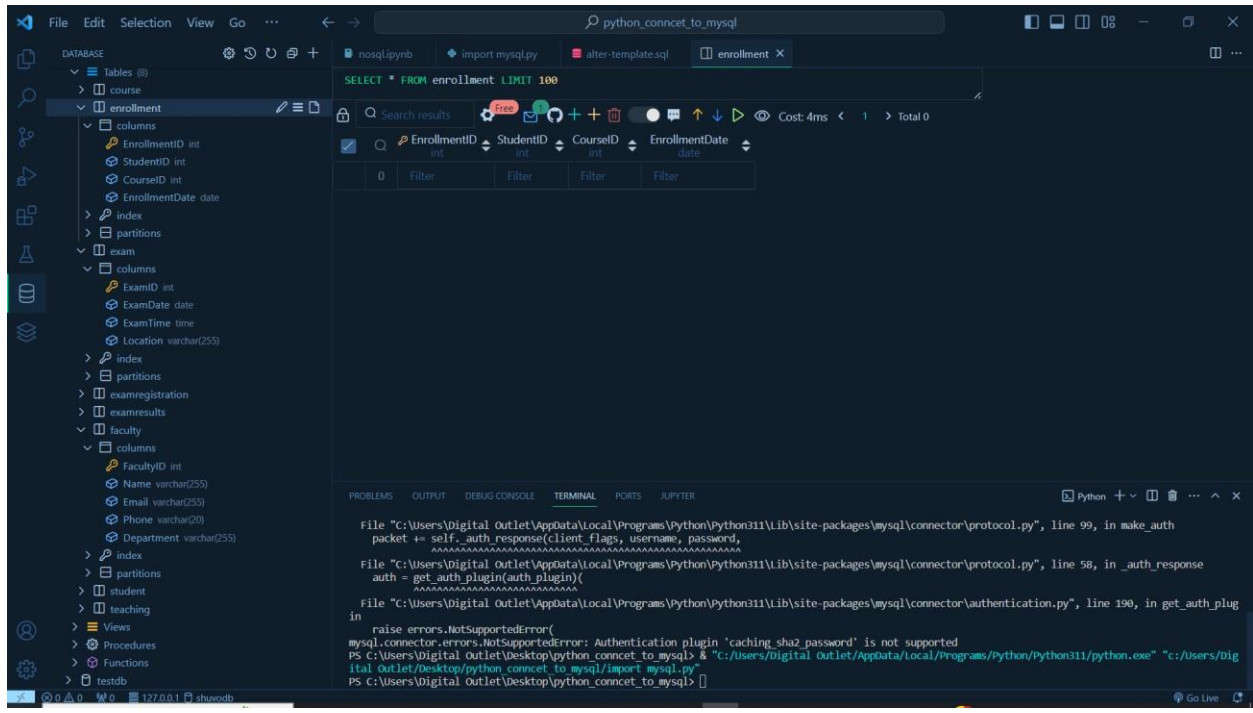 File Edit Selection View Go ··· python_conncet_to_mysql
DATABASE
Tables (8)
course
enrollment
columns
EnrollmentID int
StudentID int
CourseID int
EnrollmentDate date
index
partitions
exam
columns
ExamID int
ExamDate date
ExamTime time
Location varchar(255)
index
partitions
examregistration
examresults
faculty
columns
FacultyID int
Name varchar(255)
Email varchar(255)
Phone varchar(20)
Department varchar(255)
index
partitions
student
teaching
Views
Procedures
Functions
testdb
nosql.ipynb import mysql.py alter-template.sql enrollment
SELECT * FROM enrollment LIMIT 100
Search results Free 1 Cost: 4ms < 1 > Total 0
EnrollmentID StudentID CourseID EnrollmentDate
int int int date
0 Filter Filter Filter Filter
PROBLEMS OUTPUT DEBUG CONSOLE TERMINAL PORTS JUPYTER Python
File "C:\Users\Digital Outlet\AppData\Local\Programs\Python\Python311\Lib\site-packages\mysql\connector\protocol.py", line 99, in make_auth
packet += self._auth_response(client_flags, username, password,
^^^^^^^^^^^^^^^^^^^^^^^^^^^^^^^^^^^^^^^^^^^^^^^^^^^^^
File "C:\Users\Digital Outlet\AppData\Local\Programs\Python\Python311\Lib\site-packages\mysql\connector\protocol.py", line 58, in _auth_response
auth = get_auth_plugin(auth_plugin)(
^^^^^^^^^^^^^^^^^^^^^^^^^^^^
File "C:\Users\Digital Outlet\AppData\Local\Programs\Python\Python311\Lib\site-packages\mysql\connector\authentication.py", line 190, in get_auth_plug
in
raise errors.NotSupportedError(
mysql.connector.errors.NotSupportedError: Authentication plugin 'caching_sha2_password' is not supported
PS C:\Users\Digital Outlet\Desktop\python_conncet_to_mysql> & "C:/Users/Digital Outlet/AppData/Local/Programs/Python/Python311/python.exe" "c:/Users/Dig
ital Outlet/Desktop/python_conncet_to_mysql/import mysql.py"
PS C:\Users\Digital Outlet\Desktop\python_conncet_to_mysql>
0 0 0 127.0.0.1 shuvodb Go Live